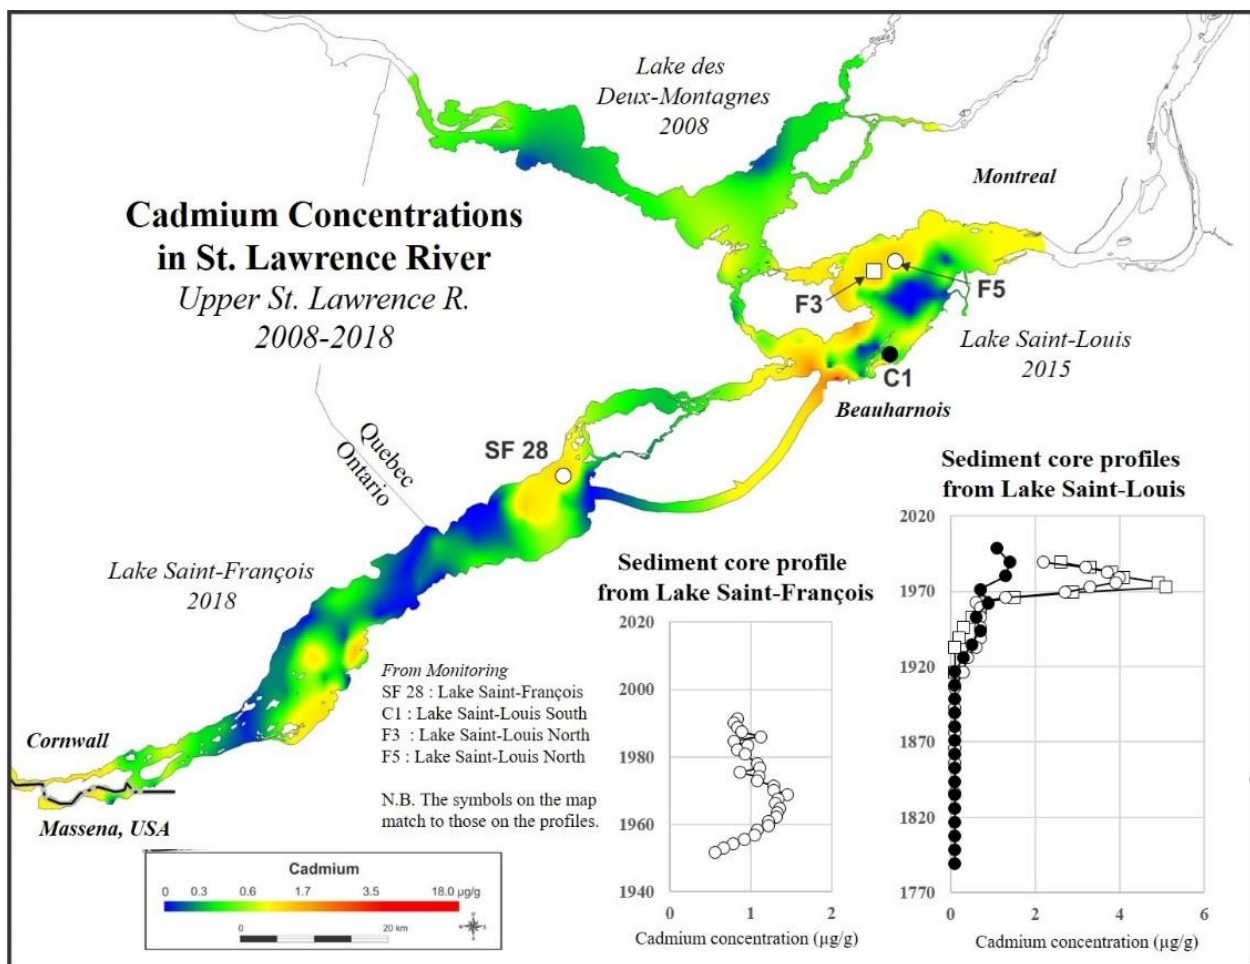 Lake des
Deux-Montagnes
2008
Cadmium Concentrations
in St. Lawrence River
Upper St. Lawrence R.
2008-2018
Montreal
F3
F5
Lake Saint-Louis
2015
C1
Beauharnois
SF 28
Quebec
Ontario
Lake Saint-François
2018
Cornwall
Massena, USA
From Monitoring
SF 28 : Lake Saint-François
C1 : Lake Saint-Louis South
F3 : Lake Saint-Louis North
F5 : Lake Saint-Louis North
N.B. The symbols on the map
match to those on the profiles.
Cadmium
0 0.3 0.6 1.7 3.5 18.0 µg/g
0 20 km
Sediment core profile
from Lake Saint-François
2020
2000
1980
1960
1940
0 1 2
Cadmium concentration (µg/g)
Sediment core profiles
from Lake Saint-Louis
2020
1970
1920
1870
1820
1770
0 2 4 6
Cadmium concentration (µg/g)